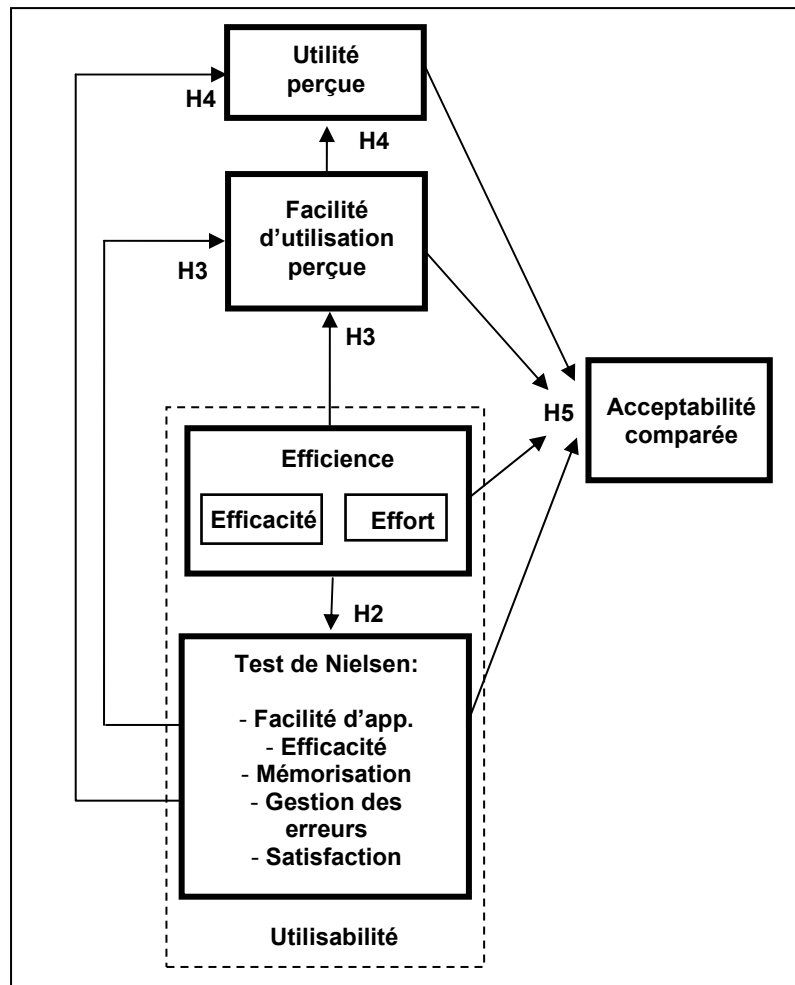 Utilité
perçue
H4
H4
Facilité
d’utilisation
perçue
H3
H3
H5
Acceptabilité
comparée
Efficience
Efficacité
Effort
H2
Test de Nielsen:
- Facilité d’app.
- Efficacité
- Mémorisation
- Gestion des
erreurs
- Satisfaction
Utilisabilité